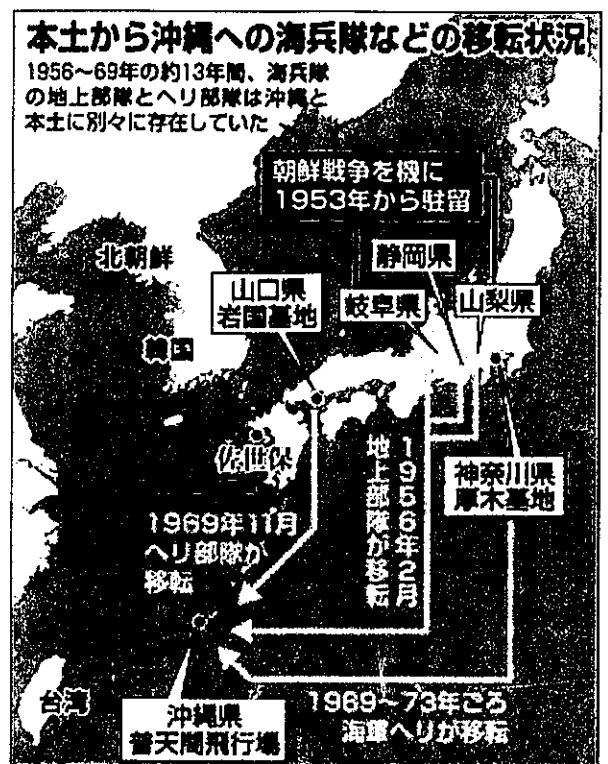 本土から沖縄への海兵隊などの移転状況
1956〜69年の約13年間、海兵隊
の地上部隊とヘリ部隊は沖縄と
本土に別々に存在していた
朝鮮戦争を機に
1953年から駐留
北朝鮮
韓国
静岡県
岐阜県
山梨県
山口県
岩国基地
佐世保
神奈川県
厚木基地
1956年2月
地上部隊が移転
1969年11月
ヘリ部隊が
移転
台湾
沖縄県
普天間飛行場
1969〜73年ごろ
海軍ヘリが移転